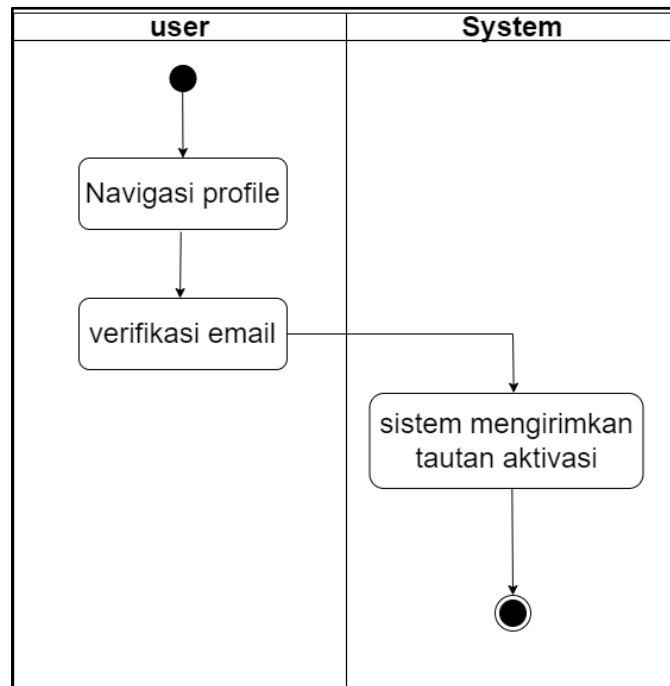 user
System
Navigasi profile
verifikasi email
sistem mengirimkan
tautan aktivasi